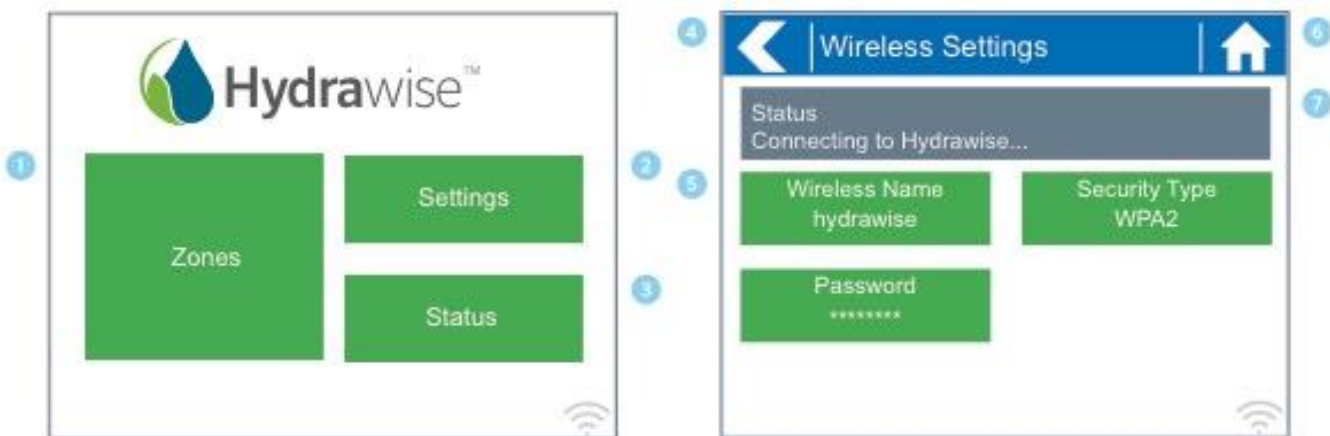 Hydrawise™
1
Zones
Settings
2
Status
3
4
Wireless Settings
6
Status
Connecting to Hydrawise...
7
5
Wireless Name
hydrawise
Security Type
WPA2
Password
********